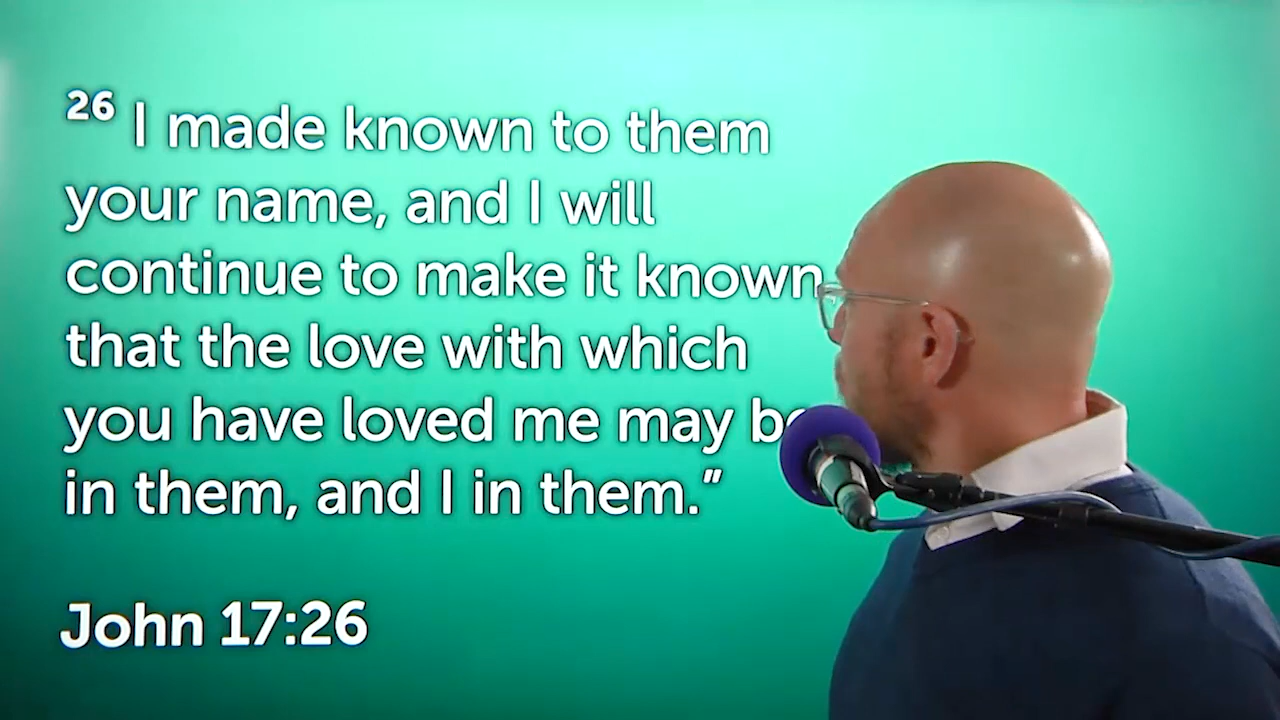 26 I made known to them
your name, and I will
continue to make it known
that the love with which
you have loved me may be
in them, and I in them.”
John 17:26